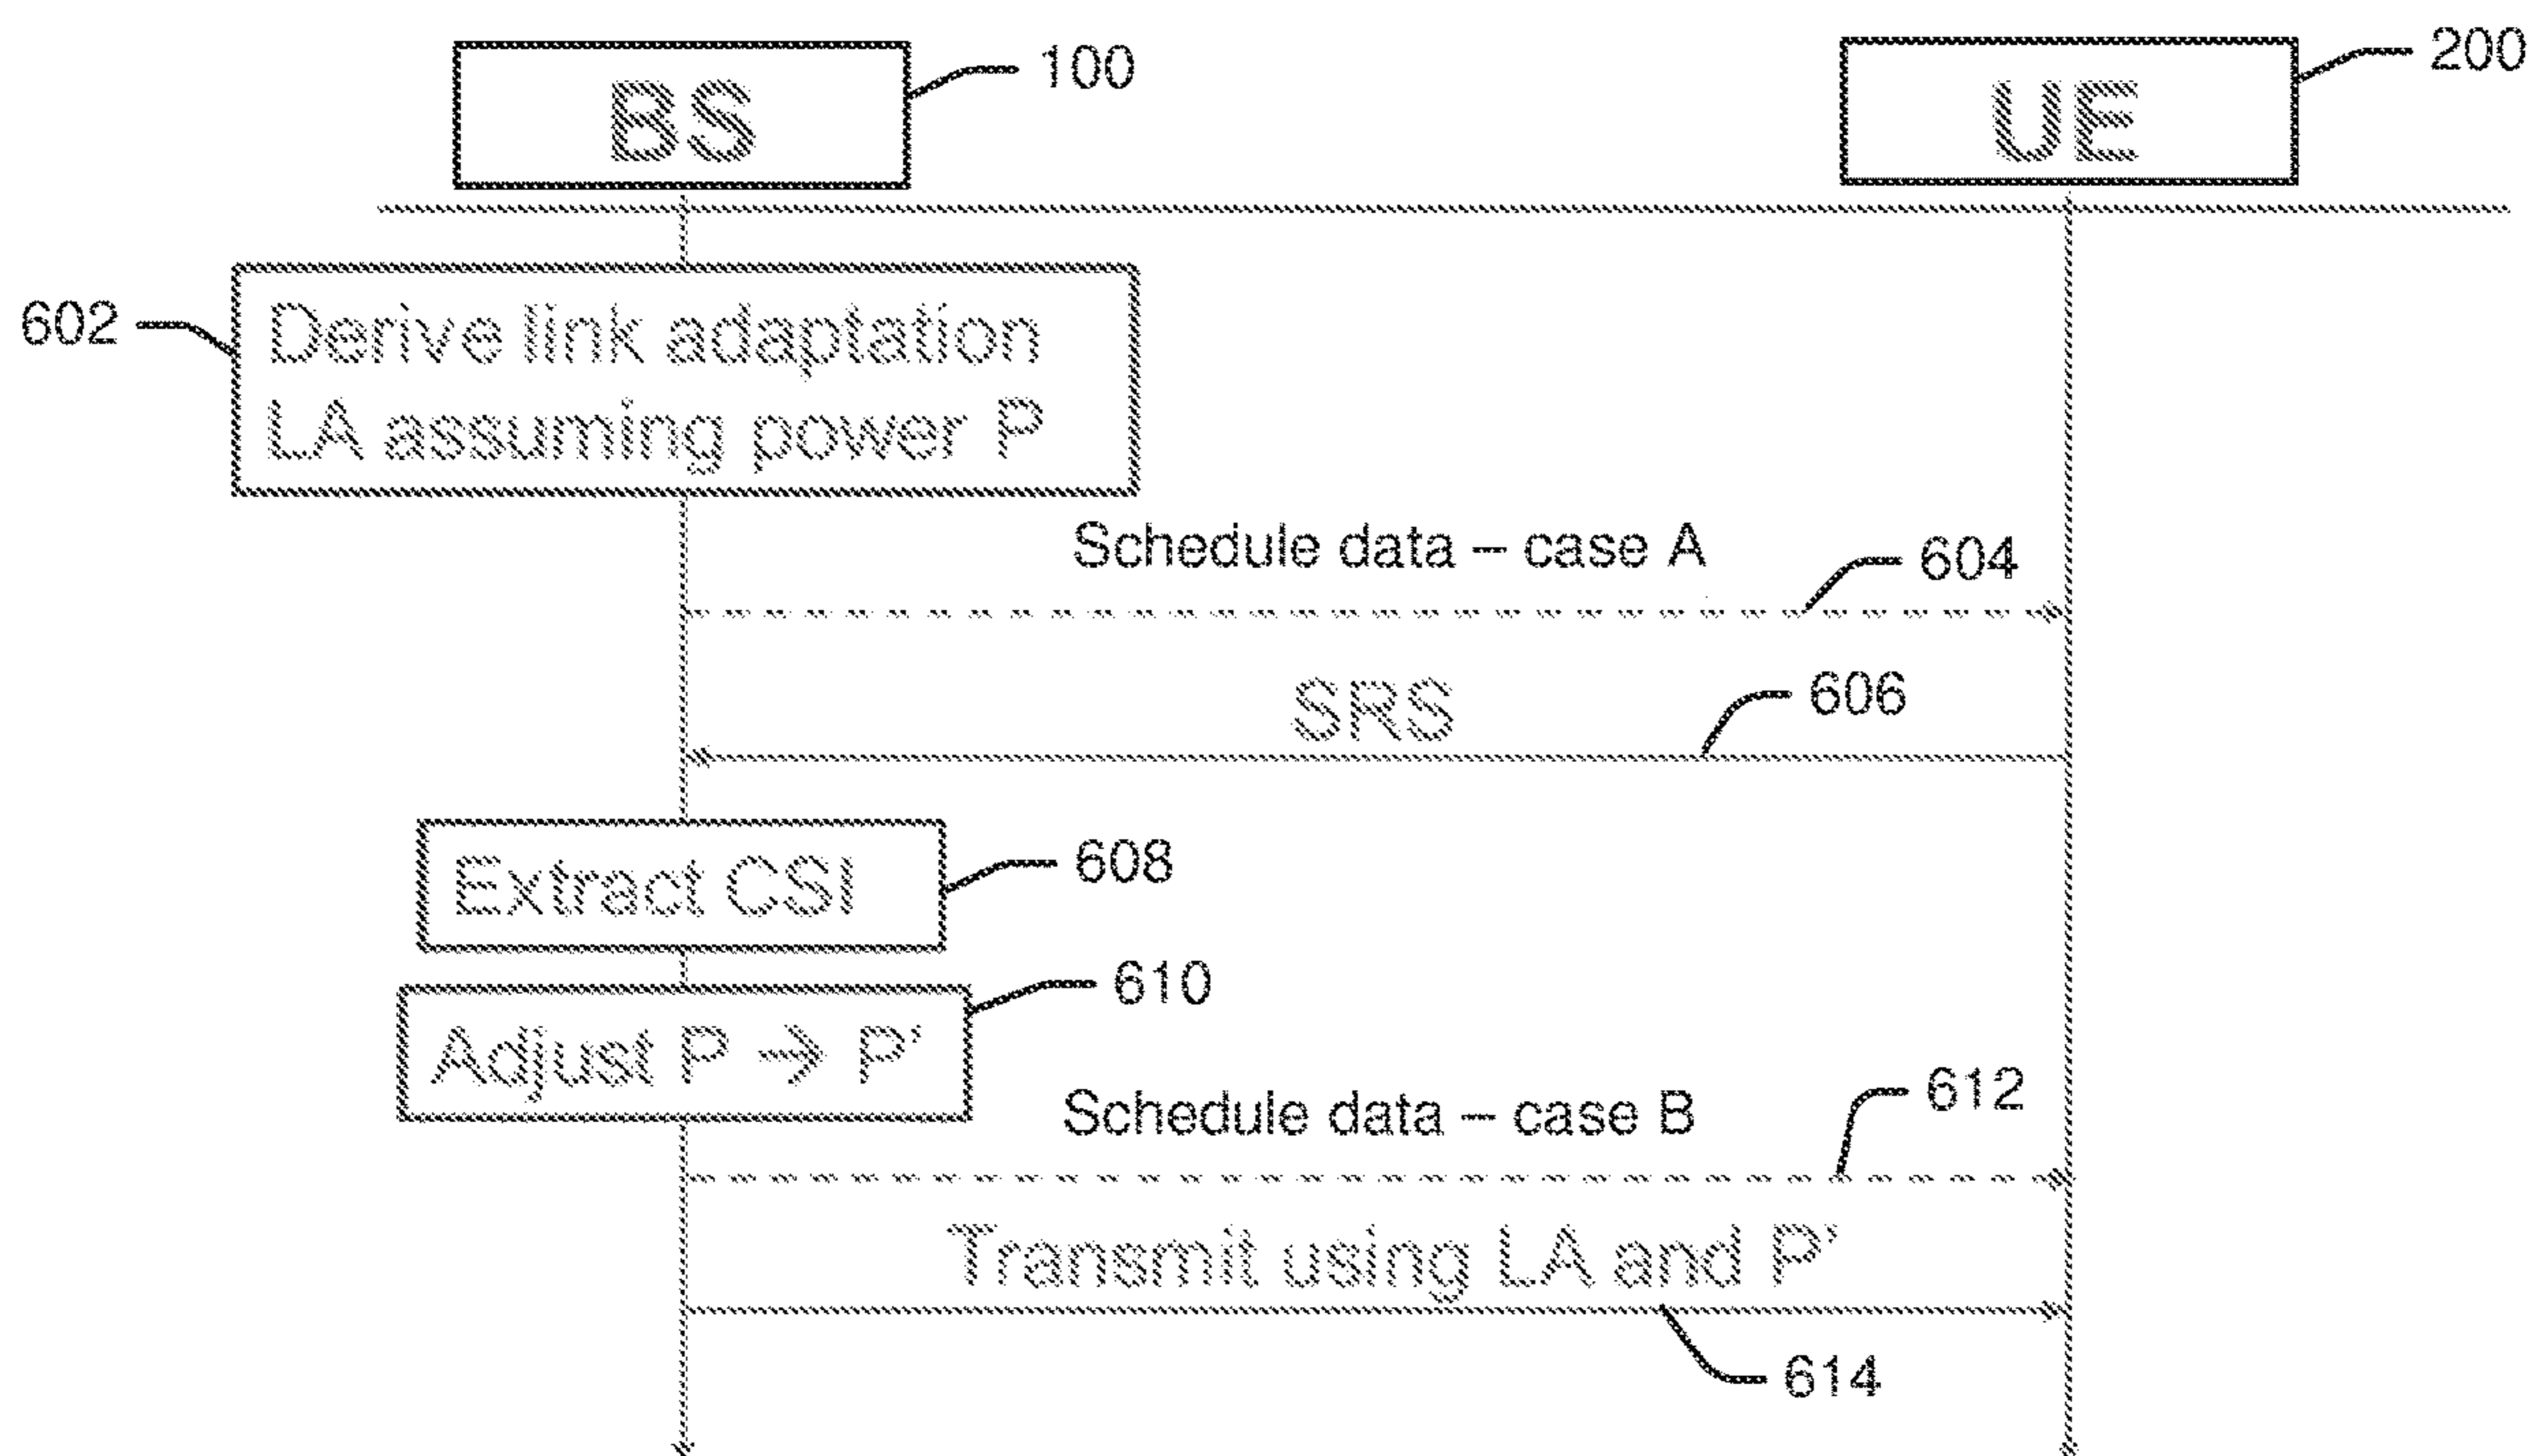 BS
100
UE
200
602
Derive link adaptation
LA assuming power P
Schedule data – case A
604
SRS
606
Extract CSI
608
Adjust P → P'
610
Schedule data – case B
612
Transmit using LA and P'
614